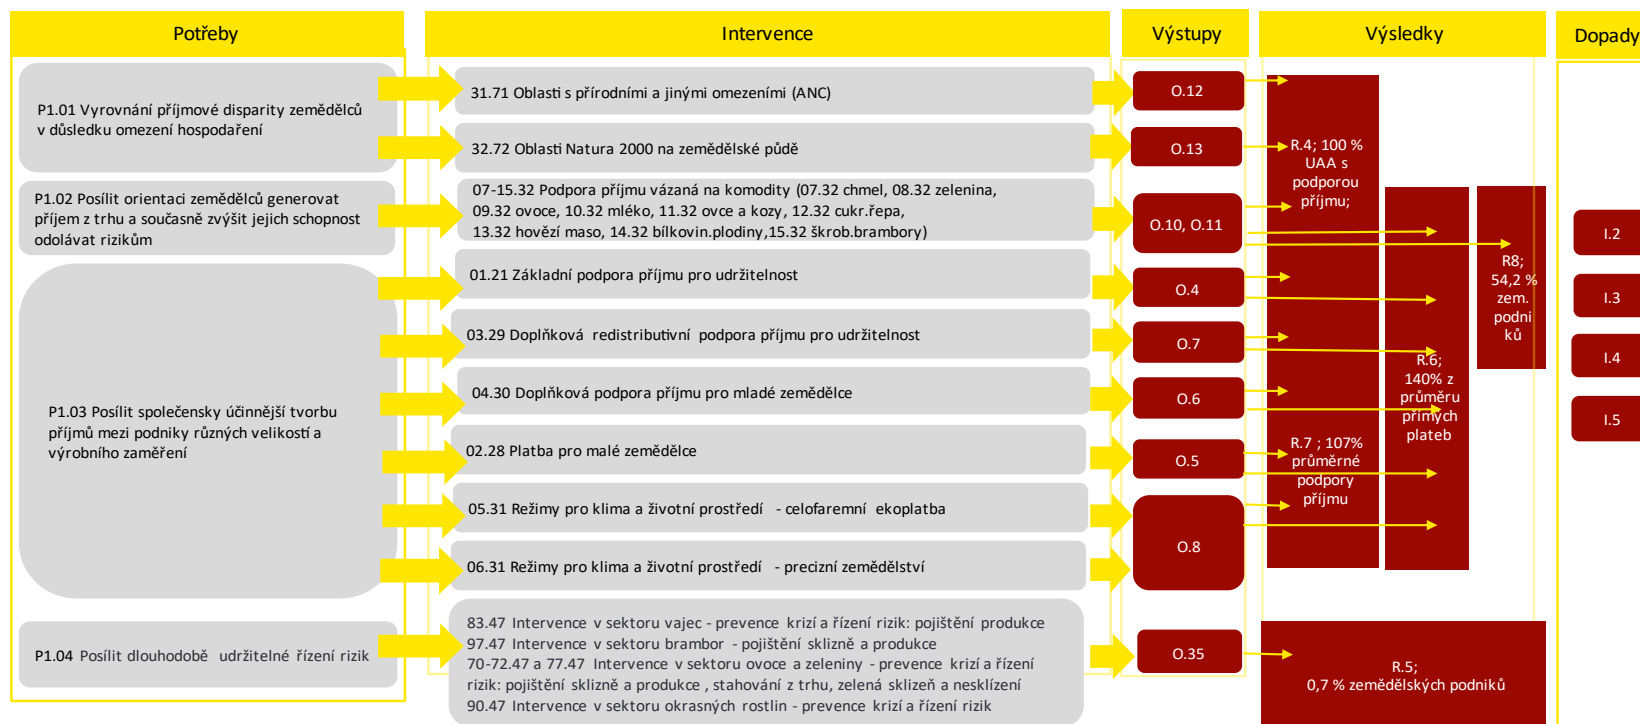 Potřeby
Intervence
Výstupy
Výsledky
Dopady
P1.01 Vyrovnání příjmové disparity zemědělců
v důsledku omezení hospodaření
P1.02 Posílit orientaci zemědělců generovat
příjem z trhu a současně zvýšit jejich schopnost
odolávat rizikům
P1.03 Posílit společensky účinnější tvorbu
příjmů mezi podniky různých velikostí a
výrobního zaměření
P1.04 Posílit dlouhodobě udržitelné řízení rizik
31.71 Oblasti s přírodními a jinými omezeními (ANC)
32.72 Oblasti Natura 2000 na zemědělské půdě
07-15.32 Podpora příjmu vázaná na komodity (07.32 chmel, 08.32 zelenina,
09.32 ovoce, 10.32 mléko, 11.32 ovce a kozy, 12.32 cukr.řepa,
13.32 hovězí maso, 14.32 bílkovin.plodiny,15.32 škrob.brambory)
01.21 Základní podpora příjmu pro udržitelnost
03.29 Doplňková redistributivní podpora příjmu pro udržitelnost
04.30 Doplňková podpora příjmu pro mladé zemědělce
02.28 Platba pro malé zemědělce
05.31 Režimy pro klima a životní prostředí - celofaremní ekoplatba
06.31 Režimy pro klima a životní prostředí - precizní zemědělství
83.47 Intervence v sektoru vajec - prevence krizí a řízení rizik: pojištění produkce
97.47 Intervence v sektoru brambor - pojištění sklizně a produkce
70-72.47 a 77.47 Intervence v sektoru ovoce a zeleniny - prevence krizí a řízení
rizik: pojištění sklizně a produkce , stahování z trhu, zelená sklizeň a nesklízení
90.47 Intervence v sektoru okrasných rostlin - prevence krizí a řízení rizik
O.12
O.13
O.10, O.11
O.4
O.7
O.6
O.5
O.8
O.35
R.4; 100 %
UAA s
podporou
příjmu;
R.7 ; 107%
průměrné
podpory
příjmu
R.6;
140% z
průměru
přímých
plateb
R8;
54,2 %
zem.
podni
ků
R.5;
0,7 % zemědělských podniků
I.2
I.3
I.4
I.5